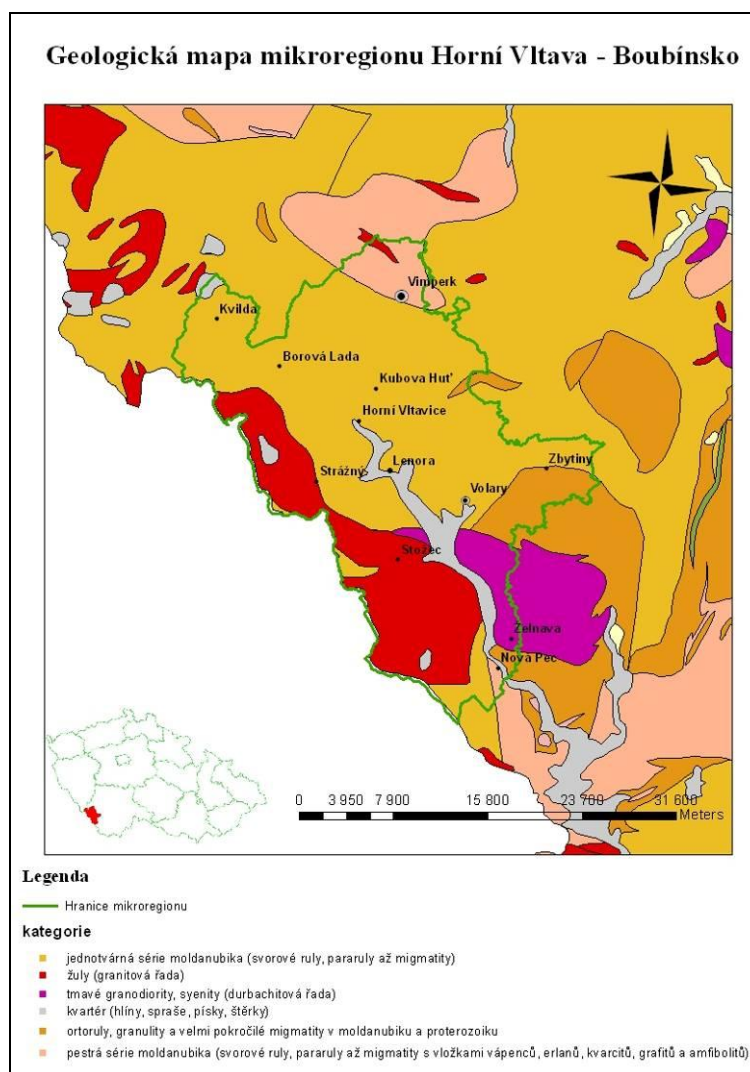 Geologická mapa mikroregionu Horní Vltava - Boubínsko
Vimperk
Kvilda
Borová Lada
Kubova Huť
Horní Vltavice
Strážný
Lenora
Zbytiny
Volary
Stožec
Želnava
Nová Pec
0 3 950 7 900 15 800 23 700 31 600
Meters
Legenda
Hranice mikroregionu
kategorie
jednotvárná série moldanubika (svorové ruly, pararuly až migmatity)
žuly (granitová řada)
tmavé granodiority, syenity (durbachitová řada)
kvartér (hlíny, spraše, písky, štěrky)
ortoruly, granulity a velmi pokročilé migmatity v moldanubiku a proterozoiku
pestrá série moldanubika (svorové ruly, pararuly až migmatity s vložkami vápenců, erlanů, kvarcitů, grafitů a amfibolitů)